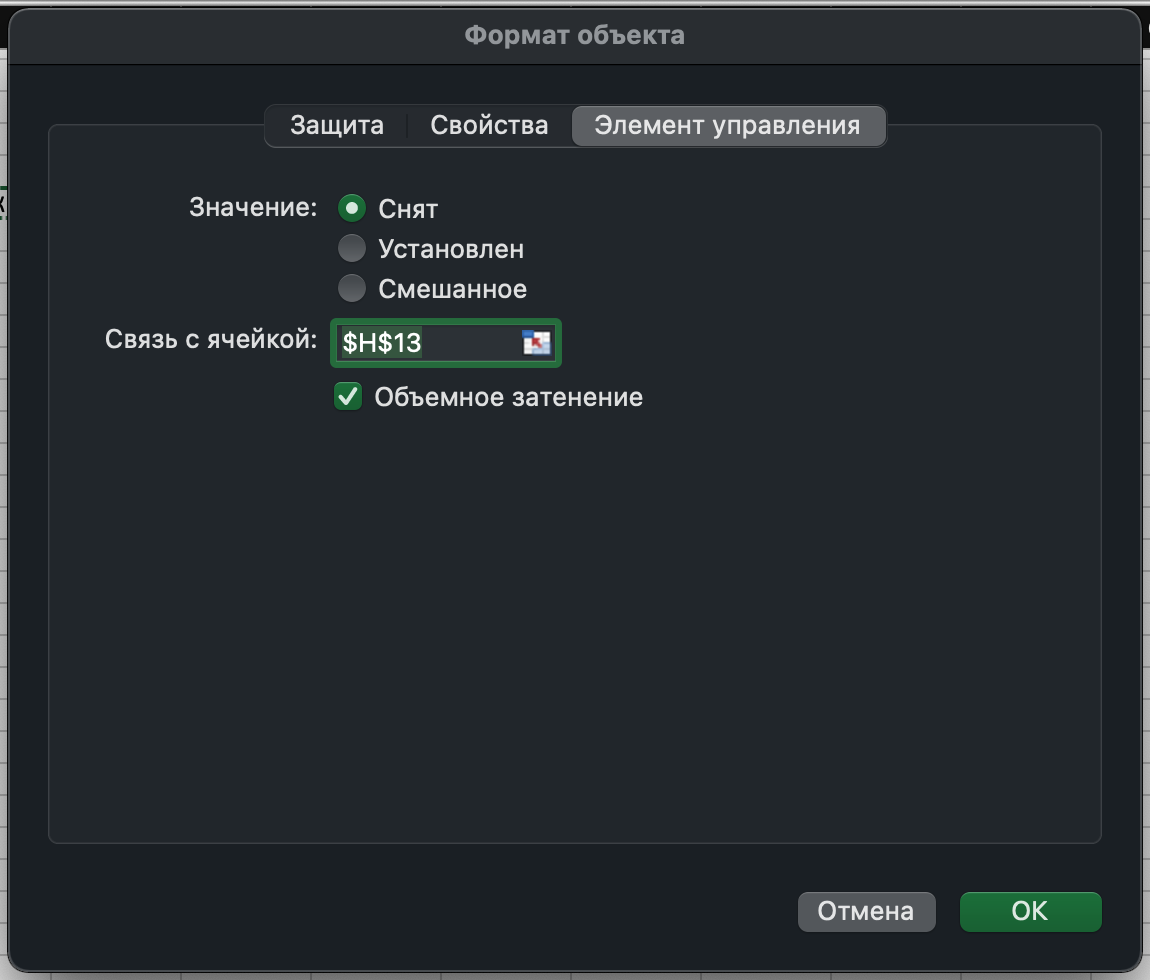 Формат объекта
Защита Свойства Элемент управления
Значение: Снят
Установлен
Смешанное
Связь с ячейкой: $H$13
Объемное затенение
Отмена OK